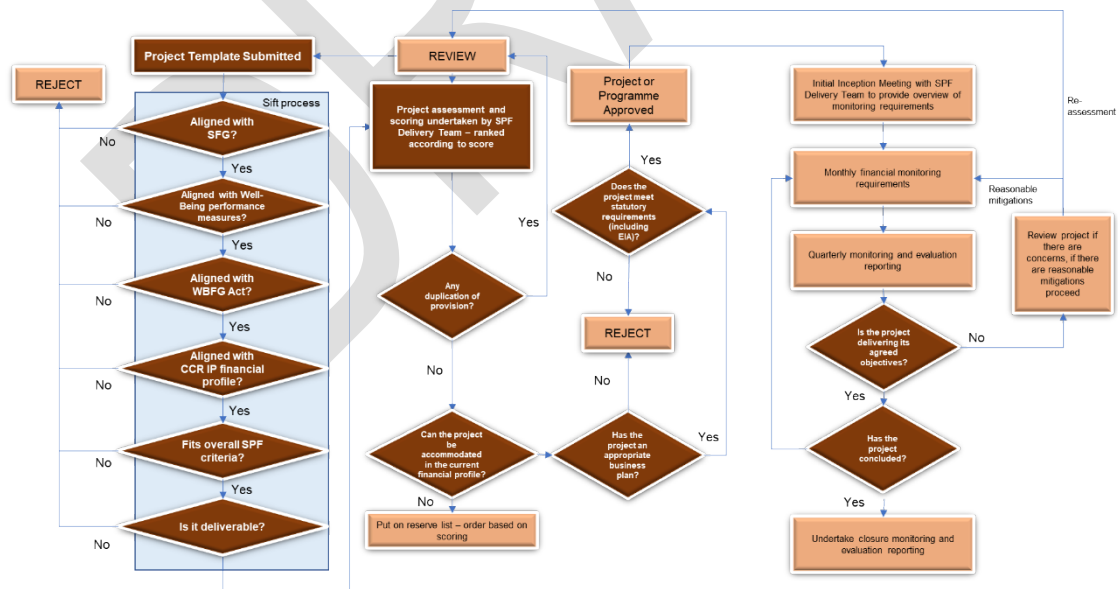 Project Template Submitted
REJECT
Sift process
Aligned with
SFG?
No
Yes
Aligned with Well-
Being performance
measures?
No
Yes
Aligned with
WBFG Act?
No
Yes
Aligned with
CCR IP financial
profile?
No
Yes
Fits overall SPF
criteria?
No
Yes
Is it deliverable?
No
REVIEW
Project assessment and
scoring undertaken by SPF
Delivery Team – ranked
according to score
Yes
Any
duplication of
provision?
No
Can the project
be
accommodated
in the current
financial profile?
No
Put on reserve list – order based on
scoring
Project or
Programme
Approved
Yes
Does the
project meet
statutory
requirements
(including
EIA)?
No
REJECT
No
Has the
project an
appropriate
business
plan?
Yes
Initial Inception Meeting with SPF
Delivery Team to provide overview of
monitoring requirements
Re-
assessment
Monthly financial monitoring
requirements
Reasonable
mitigations
Quarterly monitoring and evaluation
reporting
Review project if
there are
concerns, if there
are reasonable
mitigations
proceed
Is the project
delivering its
agreed
objectives?
No
Yes
Has the
project
concluded?
Yes
Undertake closure monitoring and
evaluation reporting